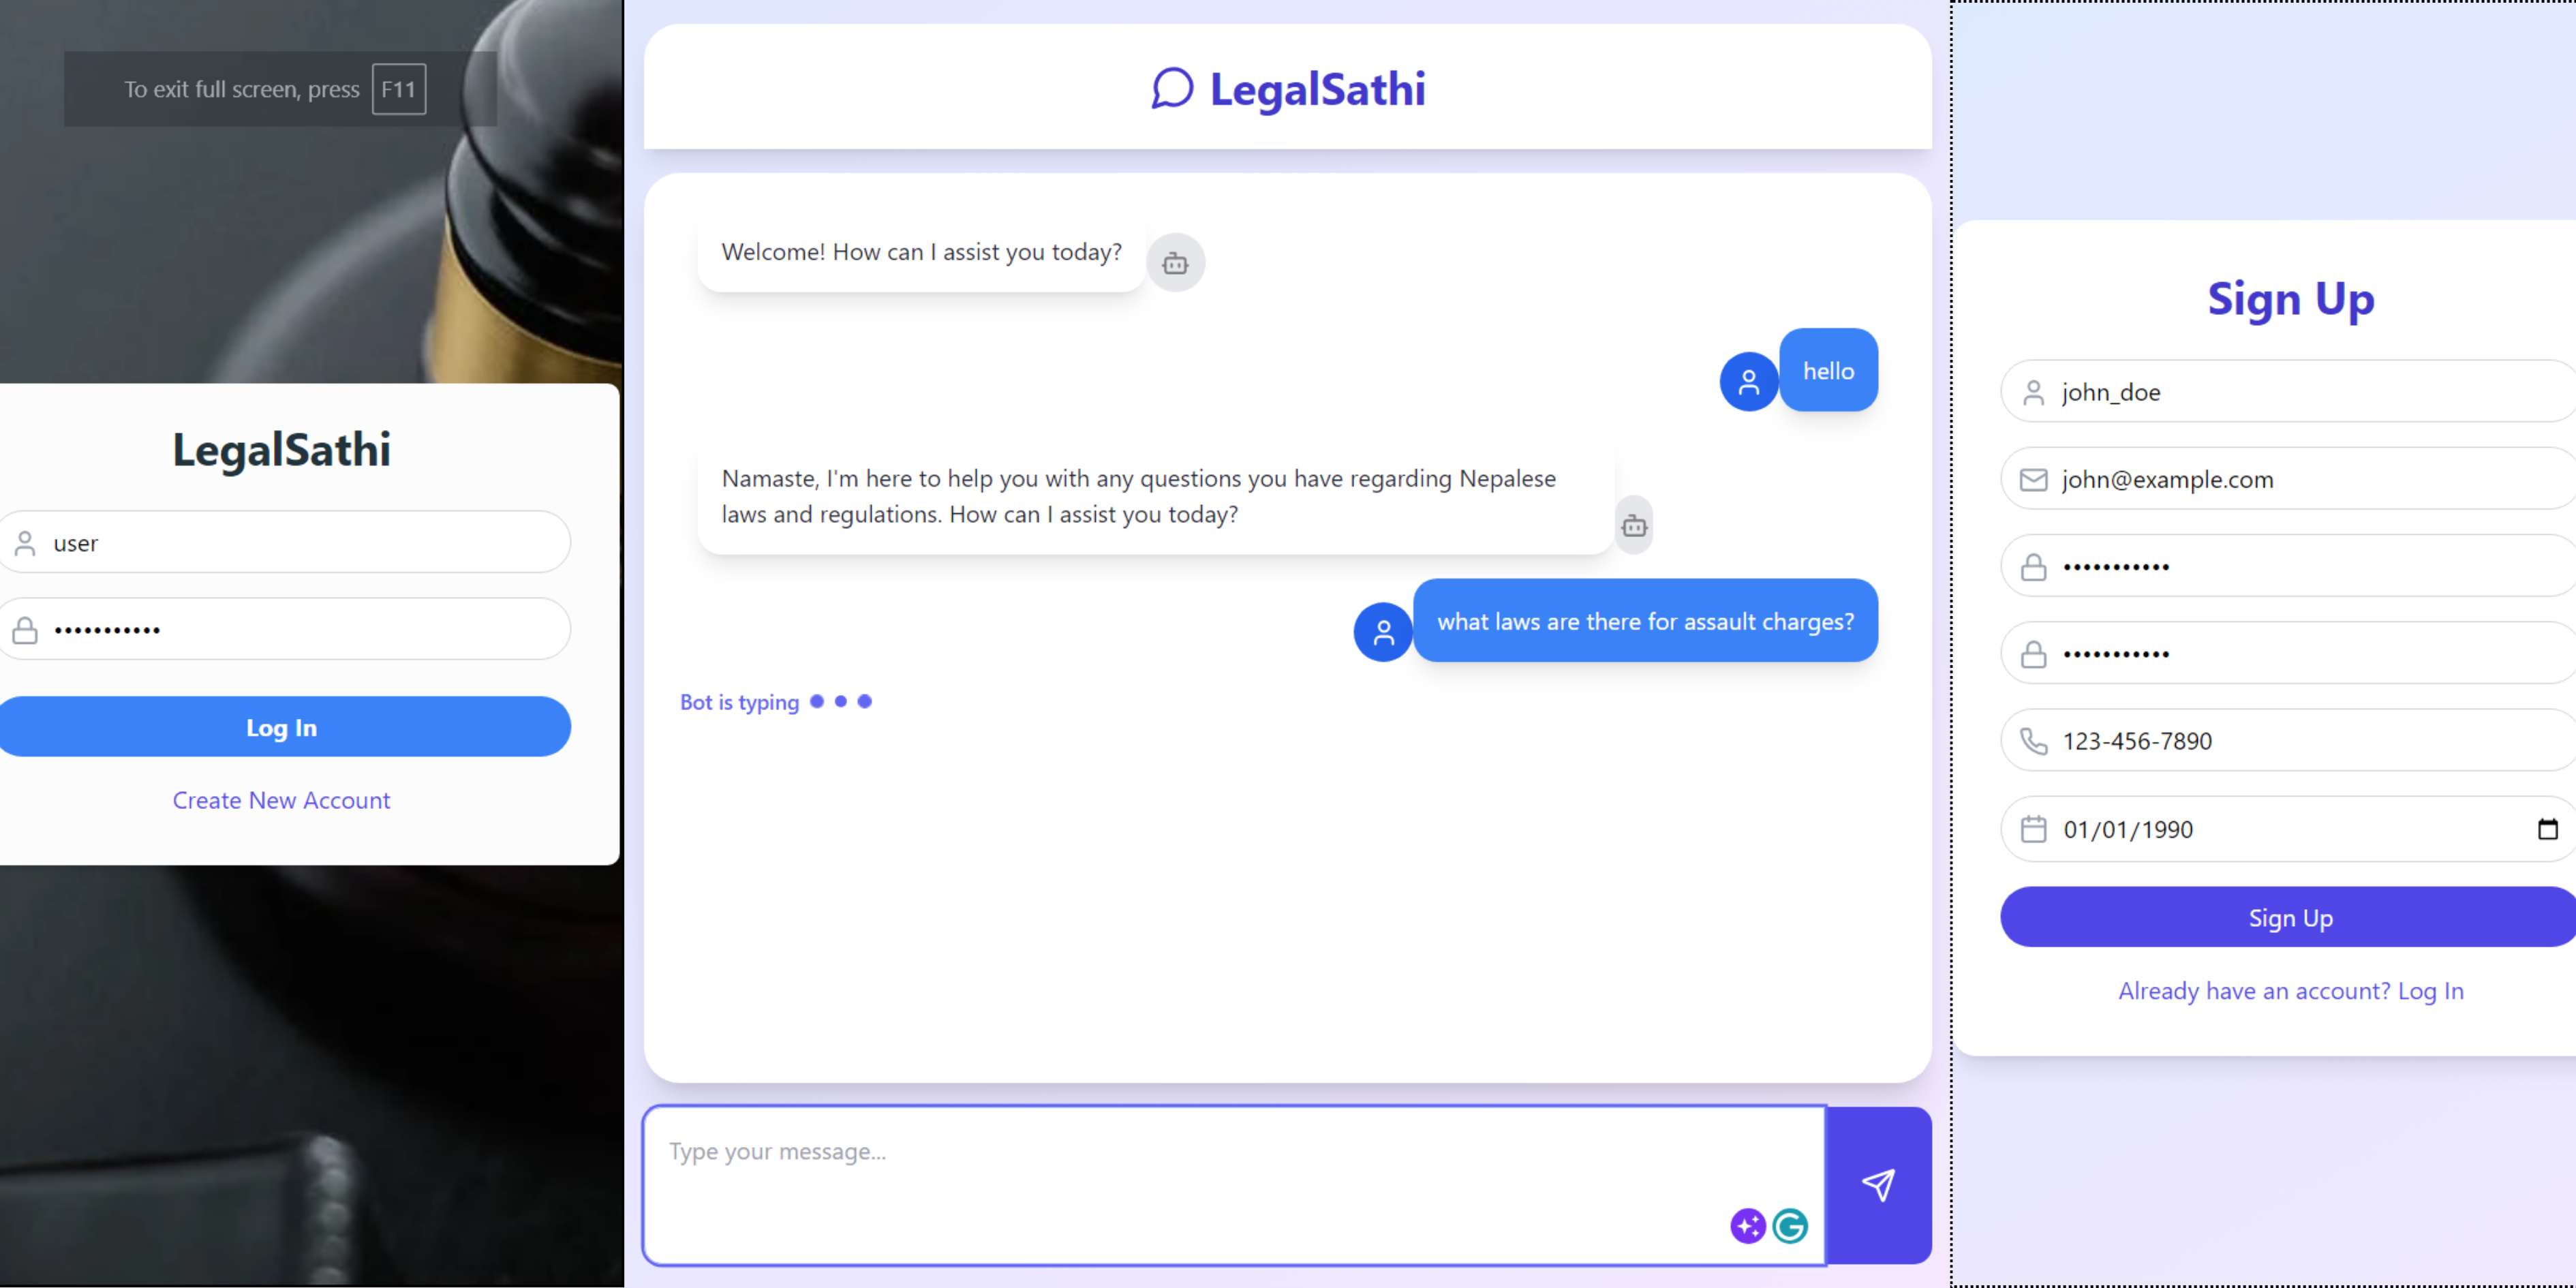 To exit full screen, press F11
LegalSathi
user
•••••••••••
Log In
Create New Account
LegalSathi
Welcome! How can I assist you today?
hello
Namaste, I'm here to help you with any questions you have regarding Nepalese
laws and regulations. How can I assist you today?
what laws are there for assault charges?
Bot is typing
Type your message...
Sign Up
john_doe
john@example.com
•••••••••••
•••••••••••
123-456-7890
01/01/1990
Sign Up
Already have an account? Log In